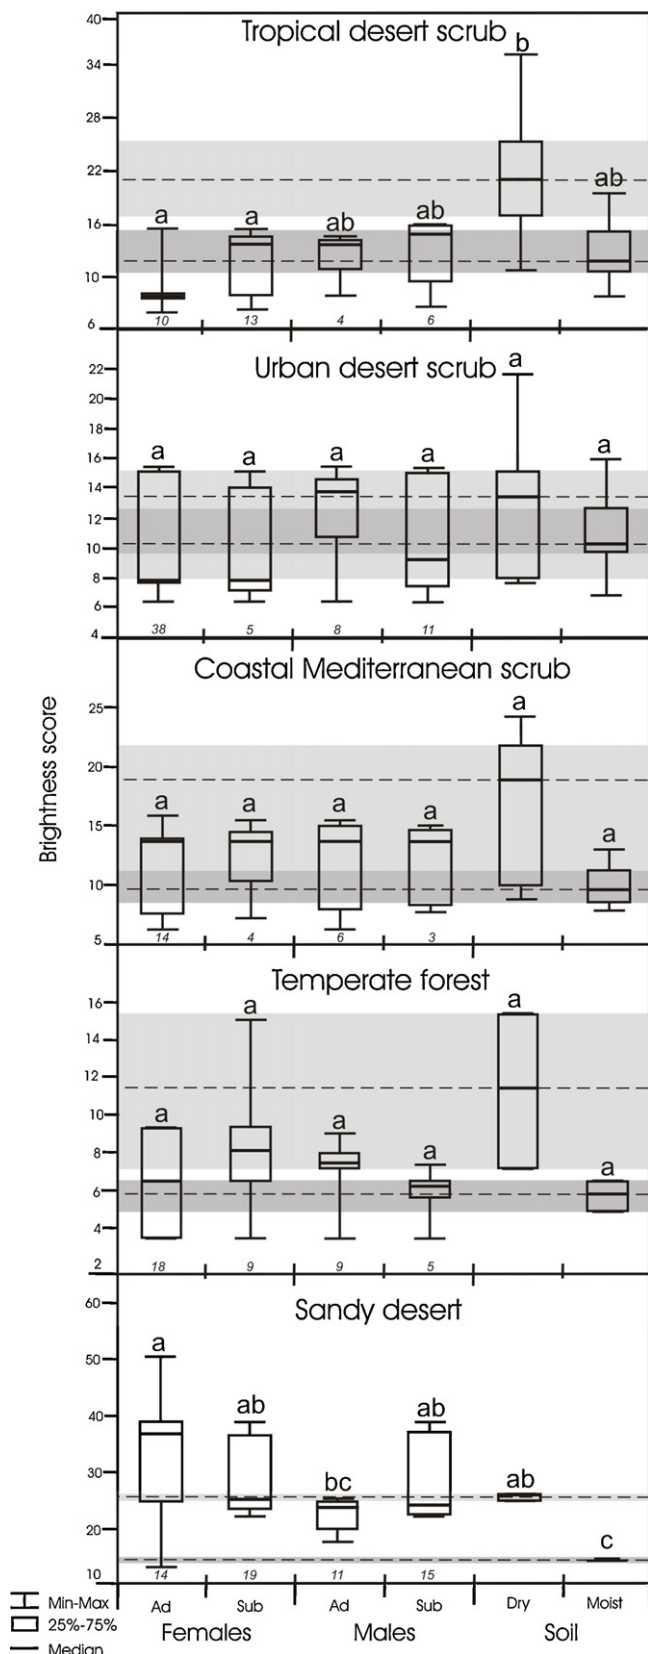 Tropical desert scrub
40
34
28
22
16
10
6
a a ab ab b ab
10 13 4 6
Urban desert scrub
22
20
18
16
14
12
10
8
6
4
a a a a a a
38 5 8 11
Coastal Mediterranean scrub
25
20
15
10
5
a a a a a a
14 4 6 3
Brightness score
Temperate forest
16
14
12
10
8
6
4
2
a a a a a a
18 9 9 5
Sandy desert
60
50
40
30
20
10
a ab bc ab ab c
14 19 11 15
Ad Sub Ad Sub Dry Moist
Females Males Soil
Min-Max
25%-75%
Median